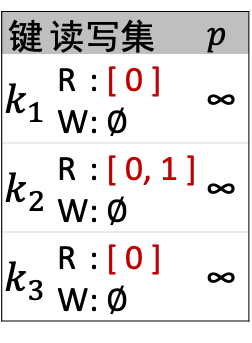 键 读写集 p
k₁ R : [ 0 ] ∞
W: Ø
k₂ R : [ 0, 1 ] ∞
W: Ø
k₃ R : [ 0 ] ∞
W: Ø